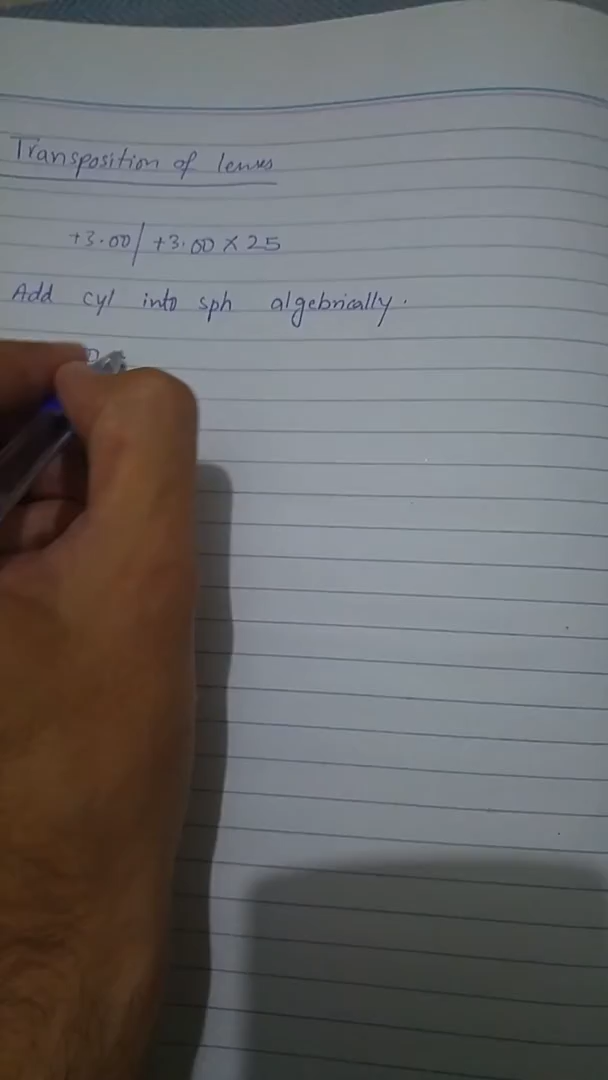 Transposition of lenses
+3.00/+3.00 × 25
Add cyl into sph algebrically.